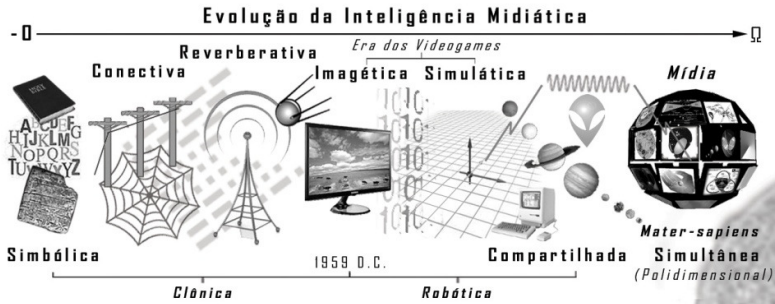 Evolução da Inteligência Midiática
-0 Ω
Reverberativa
Era dos Videogames
Conectiva
Imagética Simulática
Mídia
A B C D E F
H I J K L M G
N O P Q R S
T U V W X Y Z
Mater-sapiens
Simbólica
Compartilhada
Simultânea
(Polidimensional)
1959 D.C.
Clônica
Robótica